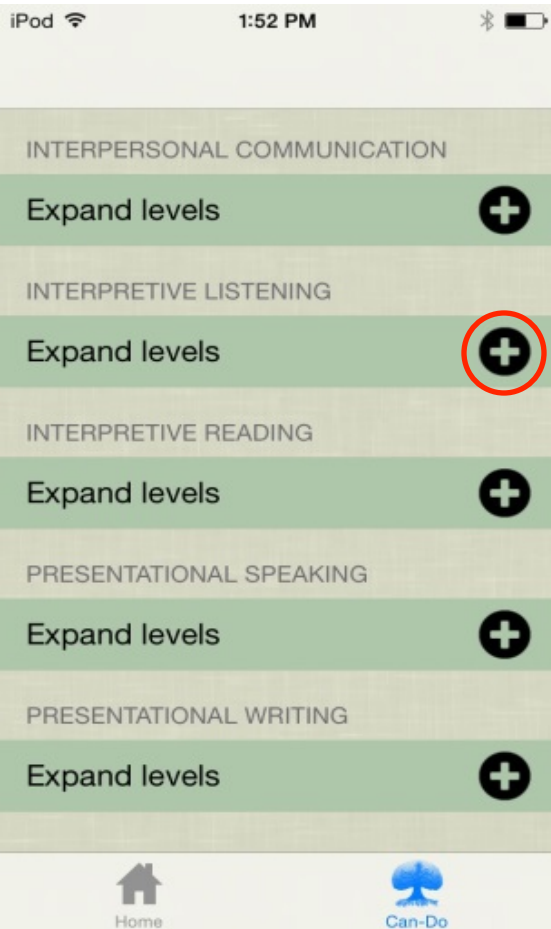 iPod 1:52 PM
INTERPERSONAL COMMUNICATION
Expand levels
INTERPRETIVE LISTENING
Expand levels
INTERPRETIVE READING
Expand levels
PRESENTATIONAL SPEAKING
Expand levels
PRESENTATIONAL WRITING
Expand levels
Home Can-Do